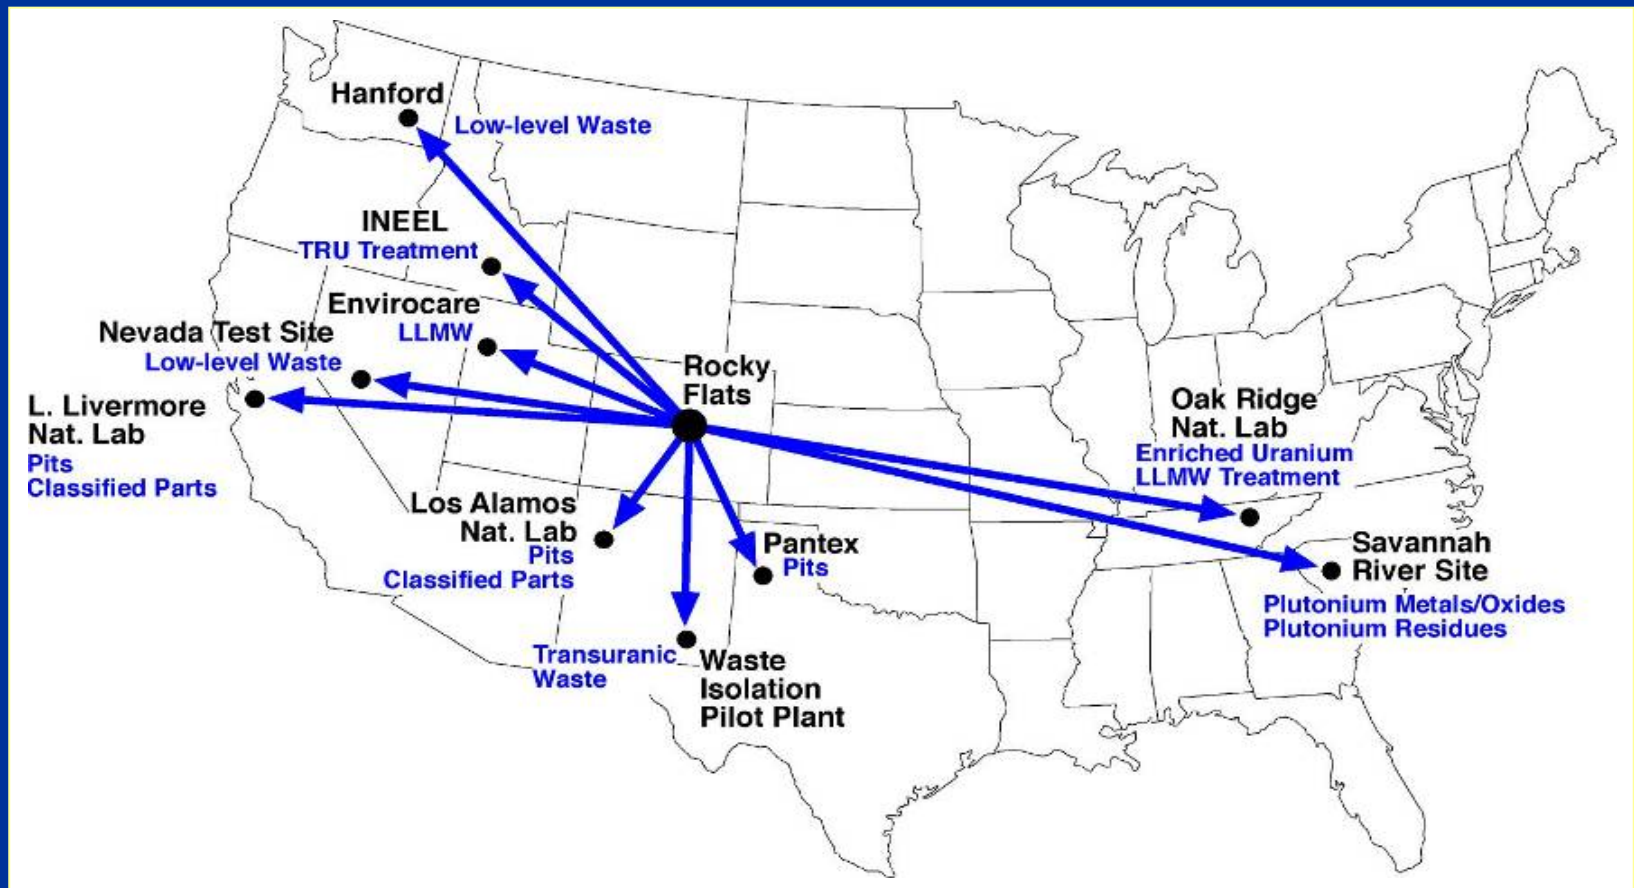 Hanford
Low-level Waste
INEEL
TRU Treatment
Envirocare
LLMW
Nevada Test Site
Low-level Waste
L. Livermore
Nat. Lab
Pits
Classified Parts
Rocky
Flats
Oak Ridge
Nat. Lab
Enriched Uranium
LLMW Treatment
Los Alamos
Nat. Lab
Pits
Classified Parts
Pantex
Pits
Savannah
River Site
Plutonium Metals/Oxides
Plutonium Residues
Transuranic
Waste
Waste
Isolation
Pilot Plant